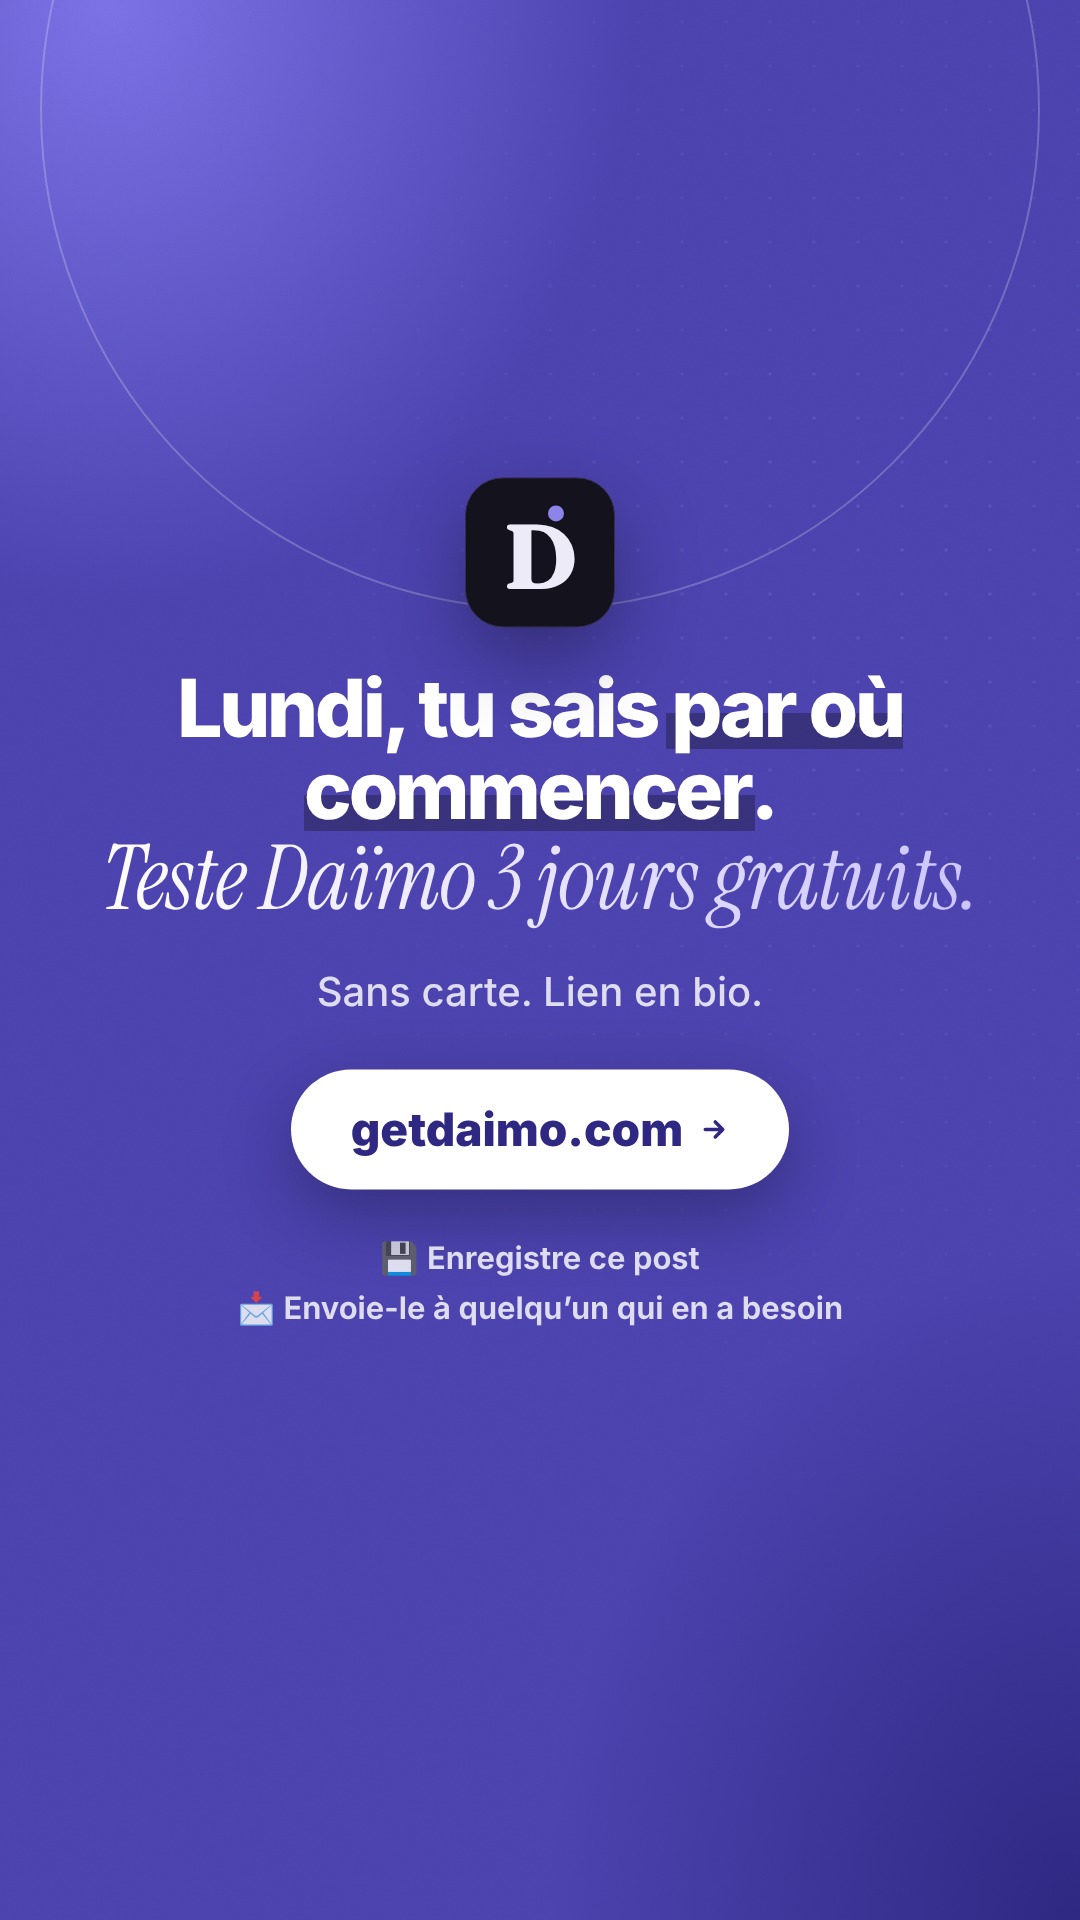 D
Lundi, tu sais par où
commencer.
Teste Daïmo 3 jours gratuits.
Sans carte. Lien en bio.
getdaimo.com →
💾 Enregistre ce post
📩 Envoie-le à quelqu’un qui en a besoin